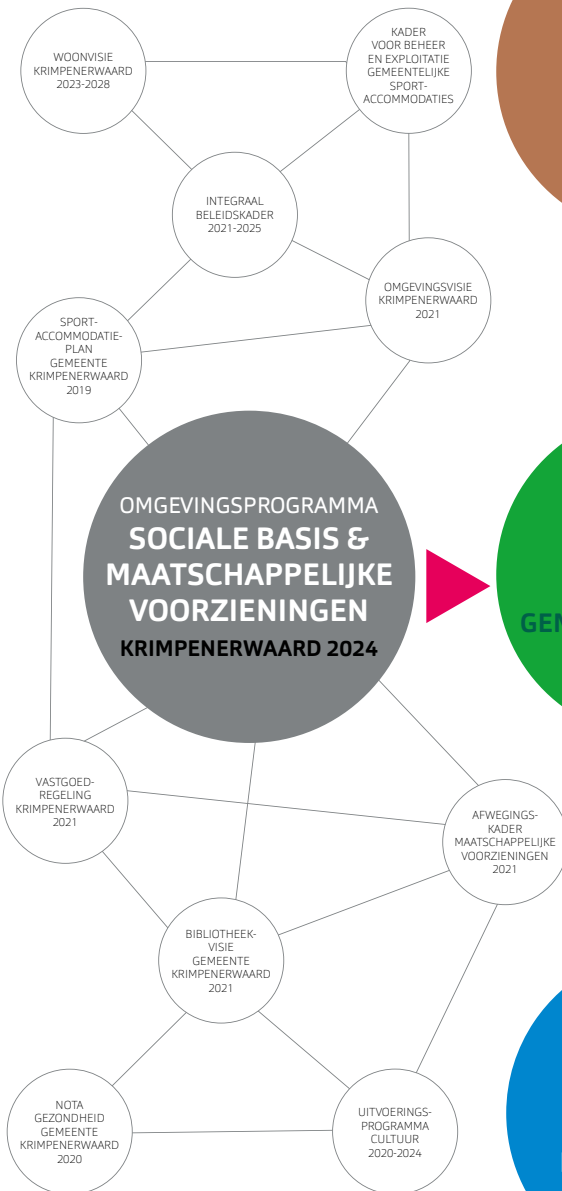 WOONVISIE
KRIMPENERWAARD
2023-2028
KADER
VOOR BEHEER
EN EXPLOITATIE
GEMEENTELIJKE
SPORT-
ACCOMMODATIES
INTEGRAAL
BELEIDSKADER
2021-2025
OMGEVINGSVISIE
KRIMPENERWAARD
2021
SPORT-
ACCOMMODATIE-
PLAN
GEMEENTE
KRIMPENERWAARD
2019
OMGEVINGSPROGRAMMA
SOCIALE BASIS &
MAATSCHAPPELIJKE
VOORZIENINGEN
KRIMPENERWAARD 2024
VASTGOED-
REGELING
KRIMPENERWAARD
2021
AFWEGINGS-
KADER
MAATSCHAPPELIJKE
VOORZIENINGEN
2021
BIBLIOTHEEK-
VISIE
GEMEENTE
KRIMPENERWAARD
2021
NOTA
GEZONDHEID
GEMEENTE
KRIMPENERWAARD
2020
UITVOERINGS-
PROGRAMMA
CULTUUR
2020-2024